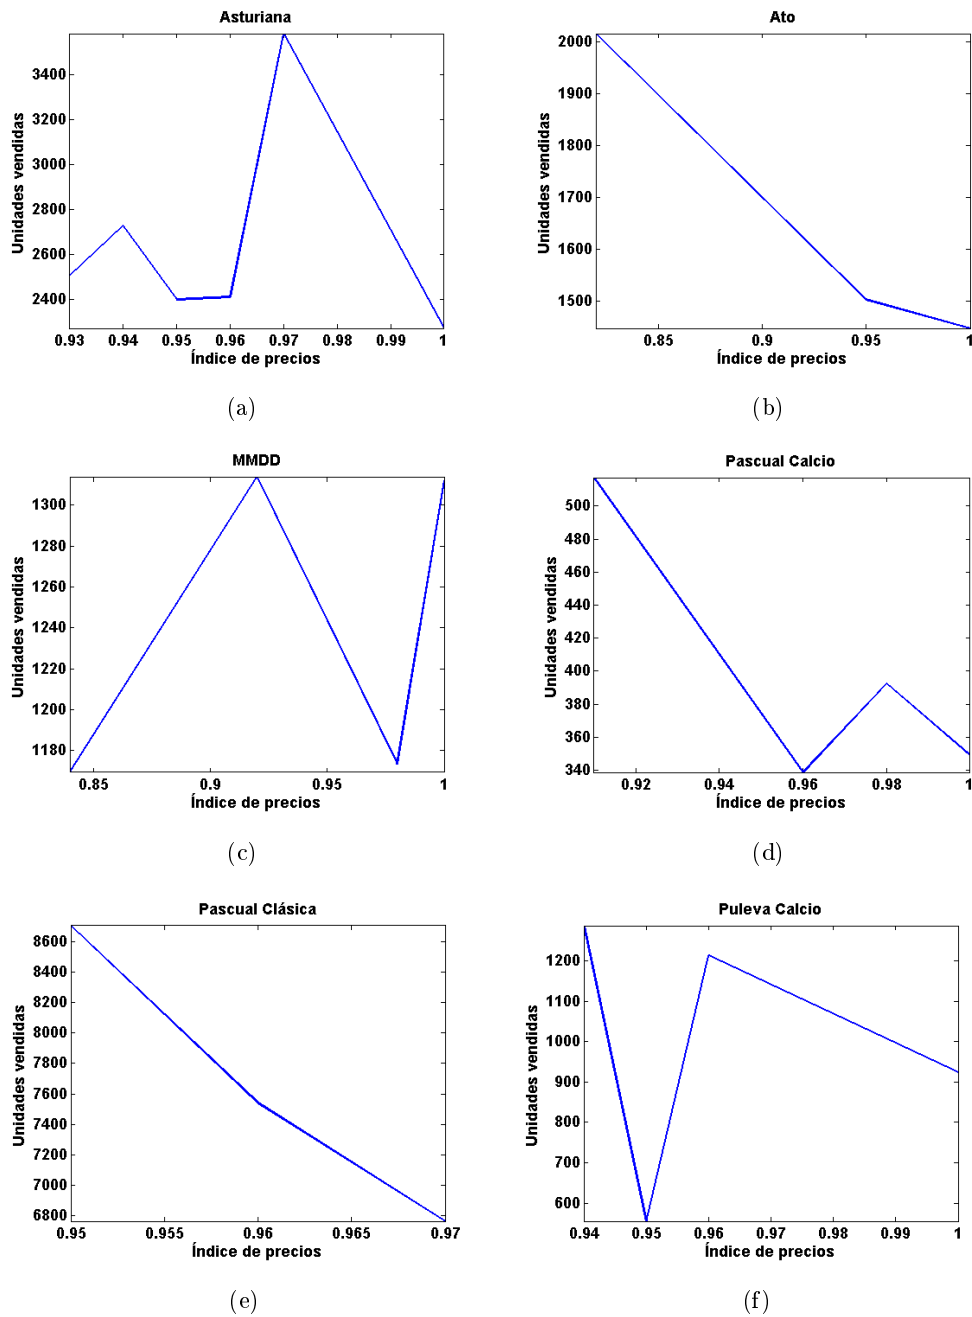 Asturiana
Unidades vendidas
3400
3200
3000
2800
2600
2400
0.93 0.94 0.95 0.96 0.97 0.98 0.99 1
Índice de precios
(a)
Ato
Unidades vendidas
2000
1900
1800
1700
1600
1500
0.85 0.9 0.95 1
Índice de precios
(b)
MMDD
Unidades vendidas
1300
1280
1260
1240
1220
1200
1180
0.85 0.9 0.95 1
Índice de precios
(c)
Pascual Calcio
Unidades vendidas
500
480
460
440
420
400
380
360
340
0.92 0.94 0.96 0.98 1
Índice de precios
(d)
Pascual Clásica
Unidades vendidas
8600
8400
8200
8000
7800
7600
7400
7200
7000
6800
0.95 0.955 0.96 0.965 0.97
Índice de precios
(e)
Puleva Calcio
Unidades vendidas
1200
1100
1000
900
800
700
600
0.94 0.95 0.96 0.97 0.98 0.99 1
Índice de precios
(f)